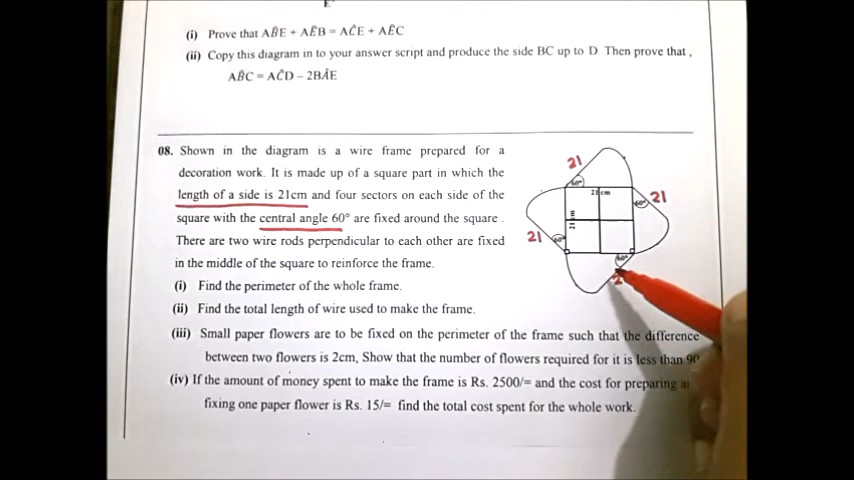 (i) Prove that AB̂E + AÊB = AĈE + AÊC
(ii) Copy this diagram in to your answer script and produce the side BC up to D. Then prove that ,
AB̂C = AĈD – 2BÂE
08. Shown in the diagram is a wire frame prepared for a
decoration work. It is made up of a square part in which the
length of a side is 21cm and four sectors on each side of the
square with the central angle 60° are fixed around the square .
There are two wire rods perpendicular to each other are fixed
in the middle of the square to reinforce the frame.
21
60°
21 cm
60° 21
21 cm
21 60°
60°
(i) Find the perimeter of the whole frame.
(ii) Find the total length of wire used to make the frame.
(iii) Small paper flowers are to be fixed on the perimeter of the frame such that the difference
between two flowers is 2cm, Show that the number of flowers required for it is less than 90
(iv) If the amount of money spent to make the frame is Rs. 2500/= and the cost for preparing
fixing one paper flower is Rs. 15/= find the total cost spent for the whole work.